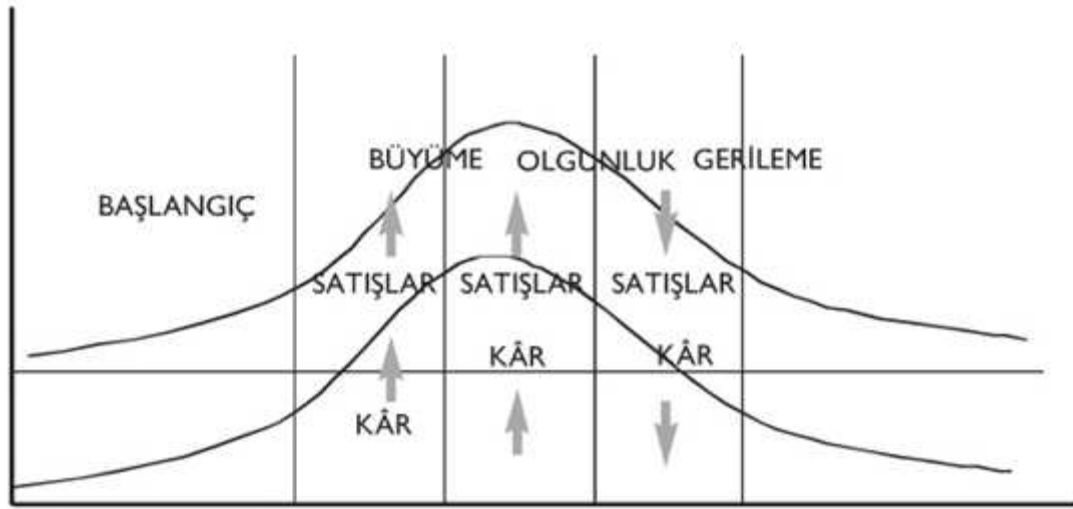 BÜYÜME OLGUNLUK GERİLEME
BAŞLANGIÇ
SATIŞLAR SATIŞLAR SATIŞLAR
KÂR KÂR
KÂR